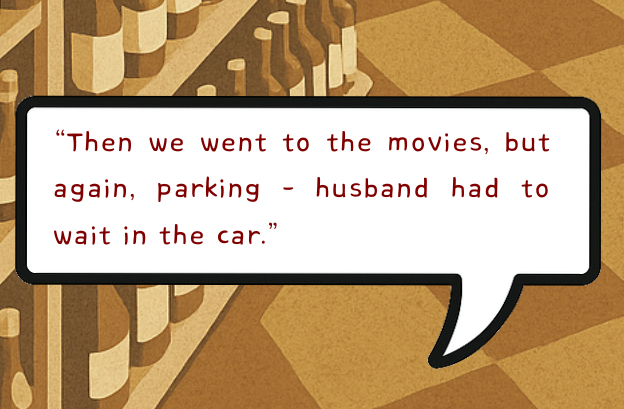 “Then we went to the movies, but
again, parking - husband had to
wait in the car.”